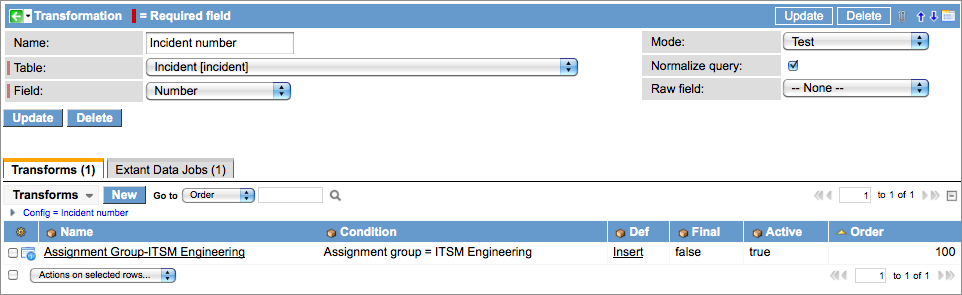 Transformation = Required field Update Delete
Name: Incident number Mode: Test
Table: Incident [incident] Normalize query:
Field: Number Raw field: -- None --
Update Delete
Transforms (1) Extant Data Jobs (1)
Transforms New Go to Order 1 to 1 of 1
Config = Incident number
Name Condition Def Final Active Order
Assignment Group-ITSM Engineering Assignment group = ITSM Engineering Insert false true 100
Actions on selected rows... 1 to 1 of 1